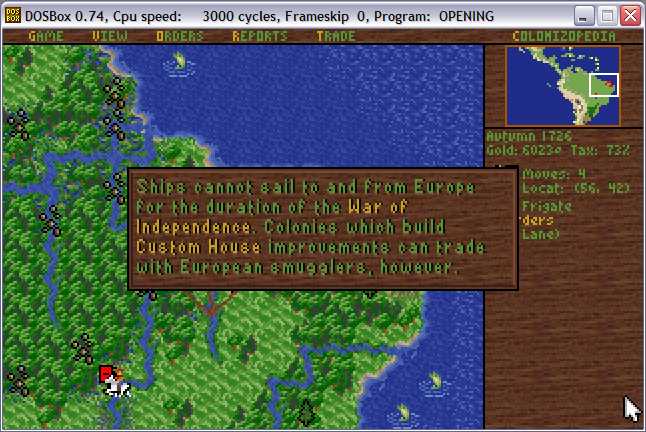 DOS
BOX
DOSBox 0.74, Cpu speed:    3000 cycles, Frameskip  0, Program:  OPENING
GAME VIEW ORDERS REPORTS TRADE COLONIZOPEDIA
Autumn 1726
Gold: 6023 Tax: 73%
Moves: 4
Locat: (56, 42)
Frigate
ders
Lane)
Ships cannot sail to and from Europe
for the duration of the War of
Independence. Colonies which build
Custom House improvements can trade
with European smugglers, however.